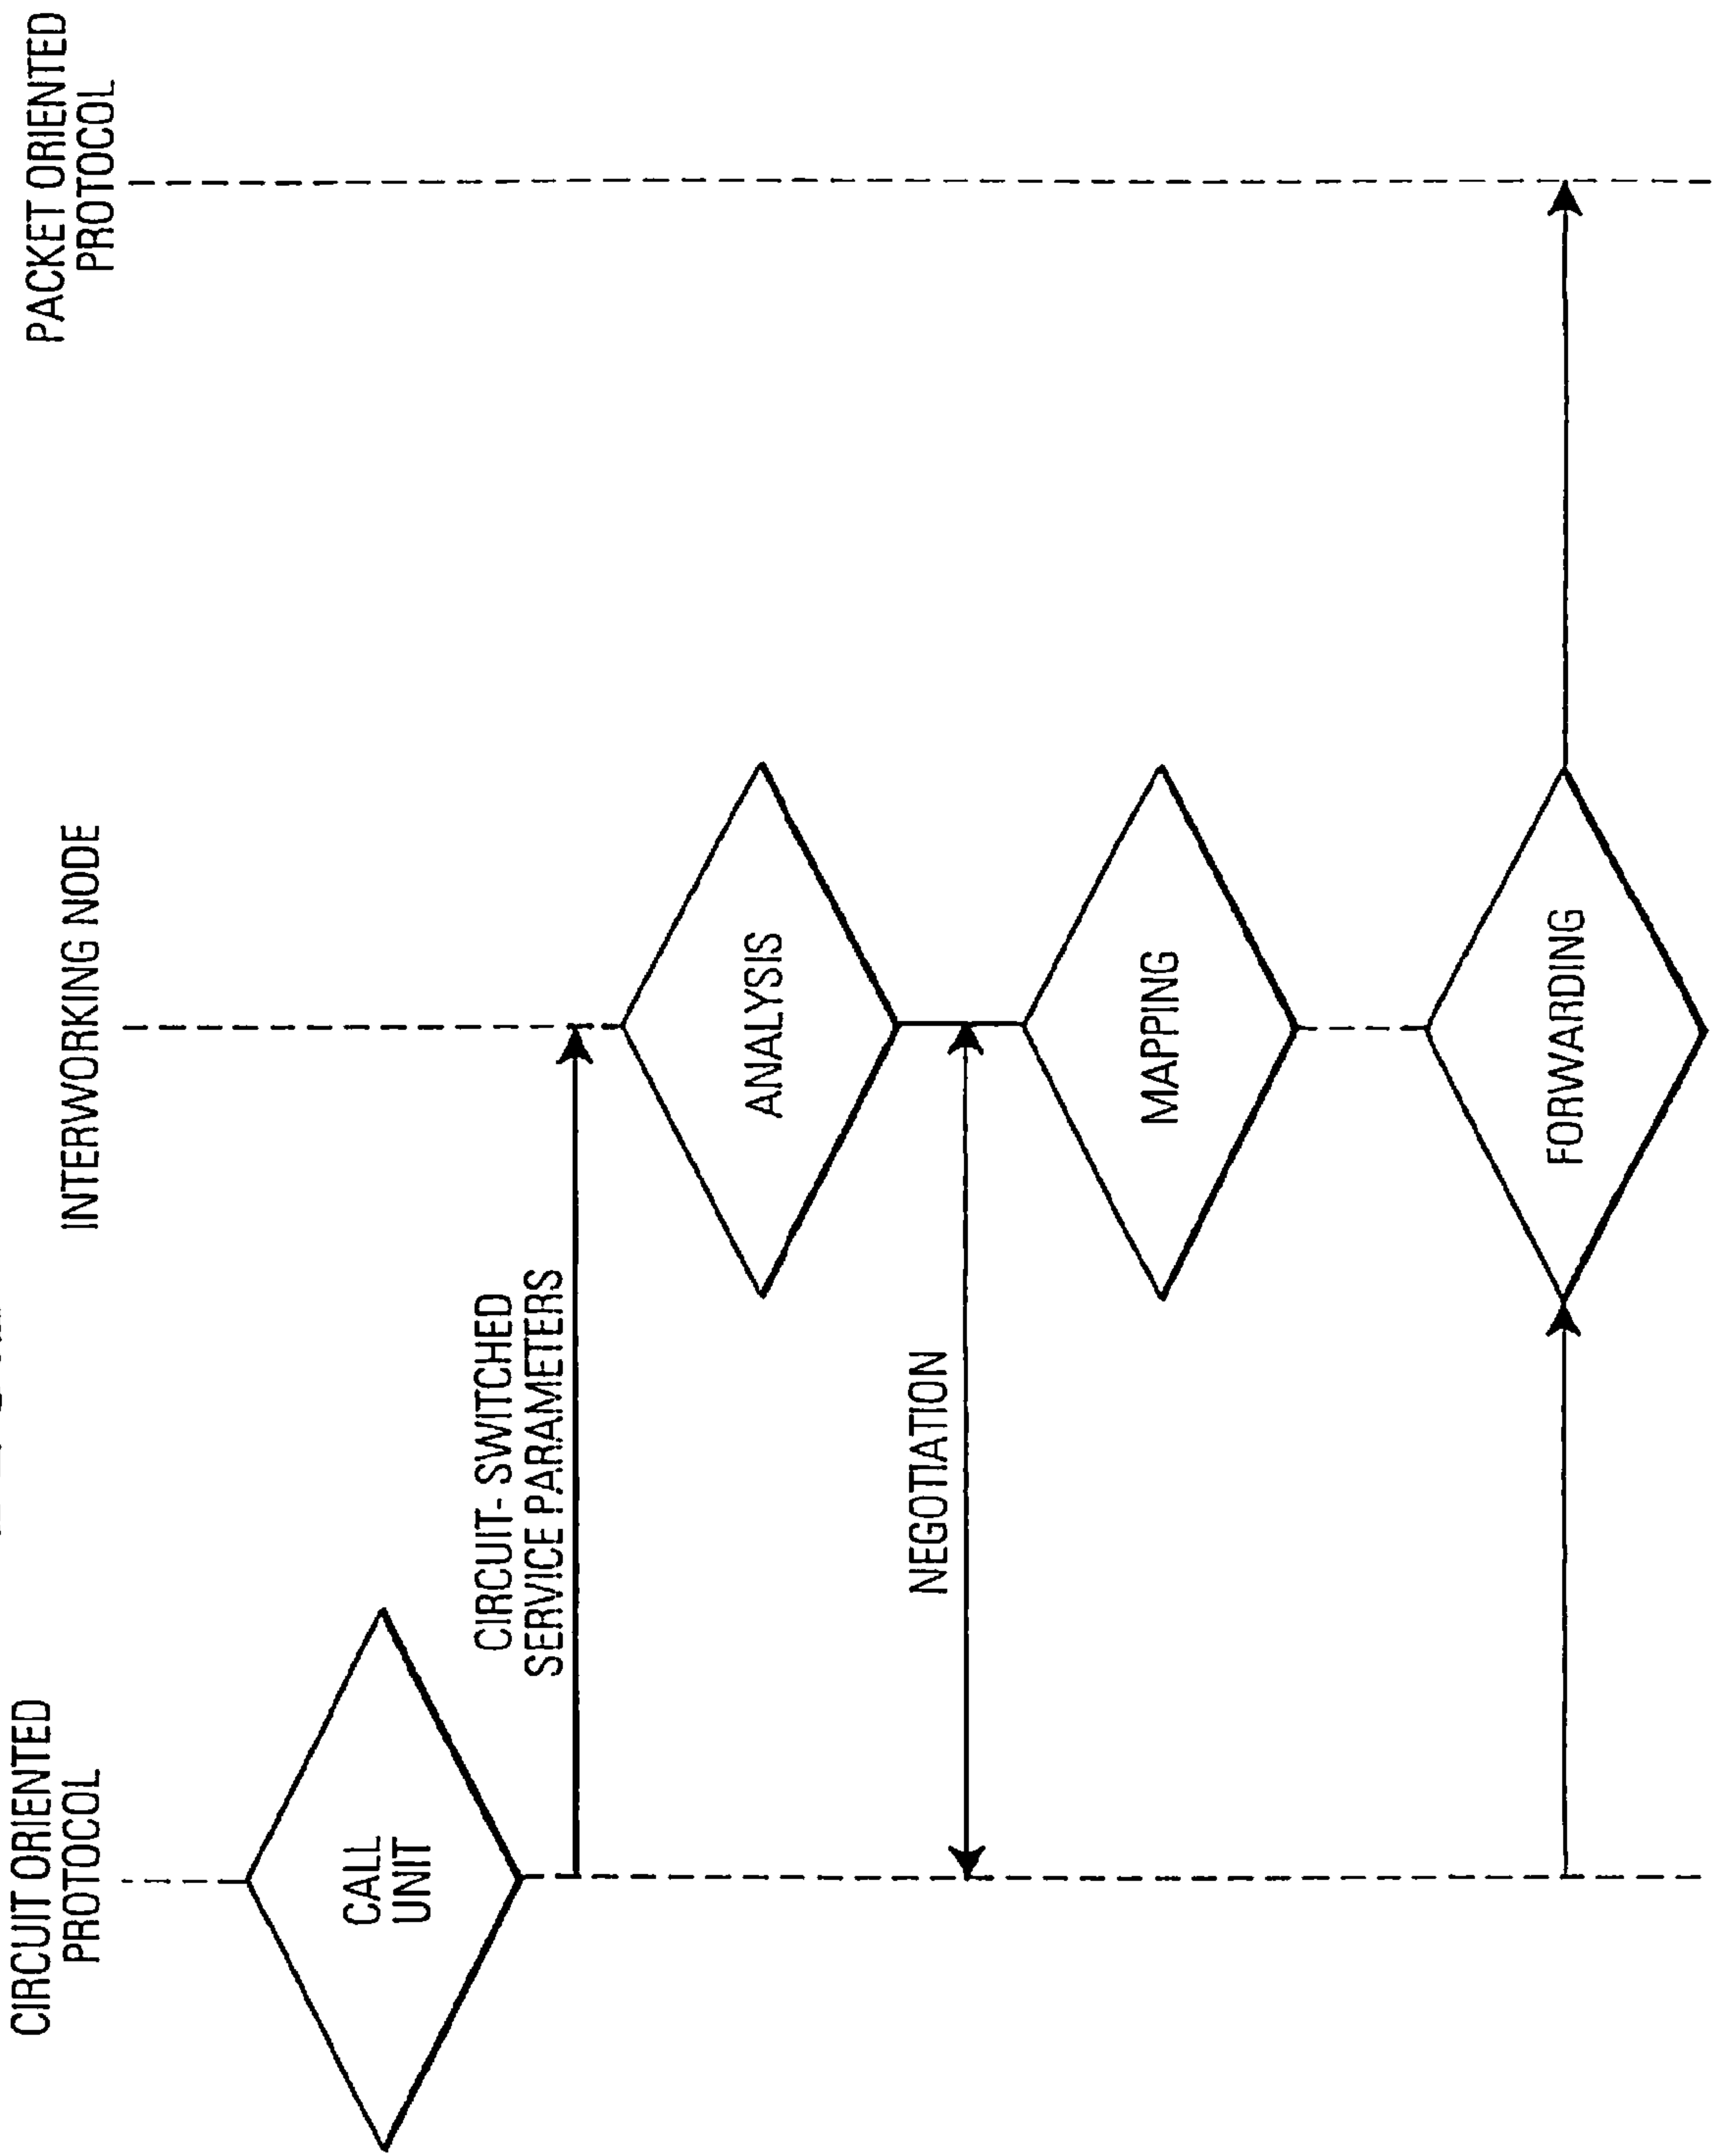 CIRCUIT ORIENTED
PROTOCOL
INTERWORKING NODE
PACKET ORIENTED
PROTOCOL
CALL
UNIT
CIRCUIT-SWITCHED
SERVICE PARAMETERS
ANALYSIS
NEGOTIATION
MAPPING
FORWARDING